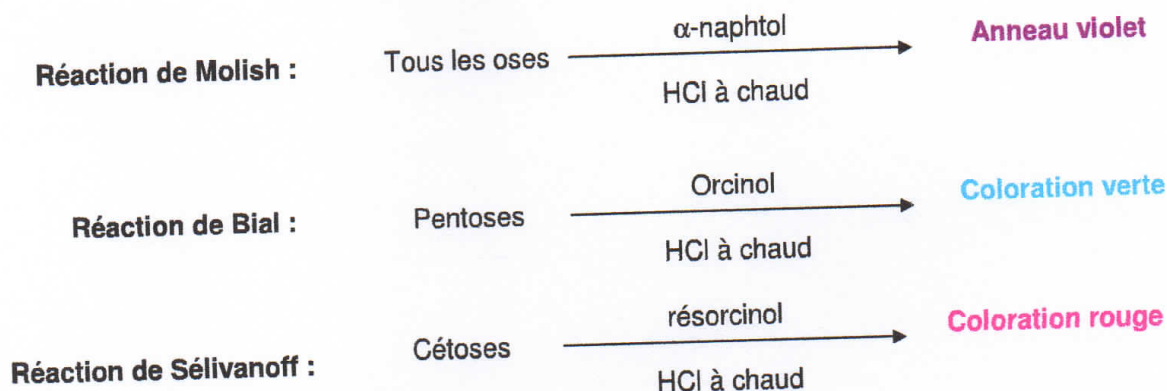 Réaction de Molish : Tous les oses α-naphtol HCl à chaud Anneau violet
Réaction de Bial : Pentoses Orcinol HCl à chaud Coloration verte
Réaction de Sélivanoff : Cétoses résorcinol HCl à chaud Coloration rouge